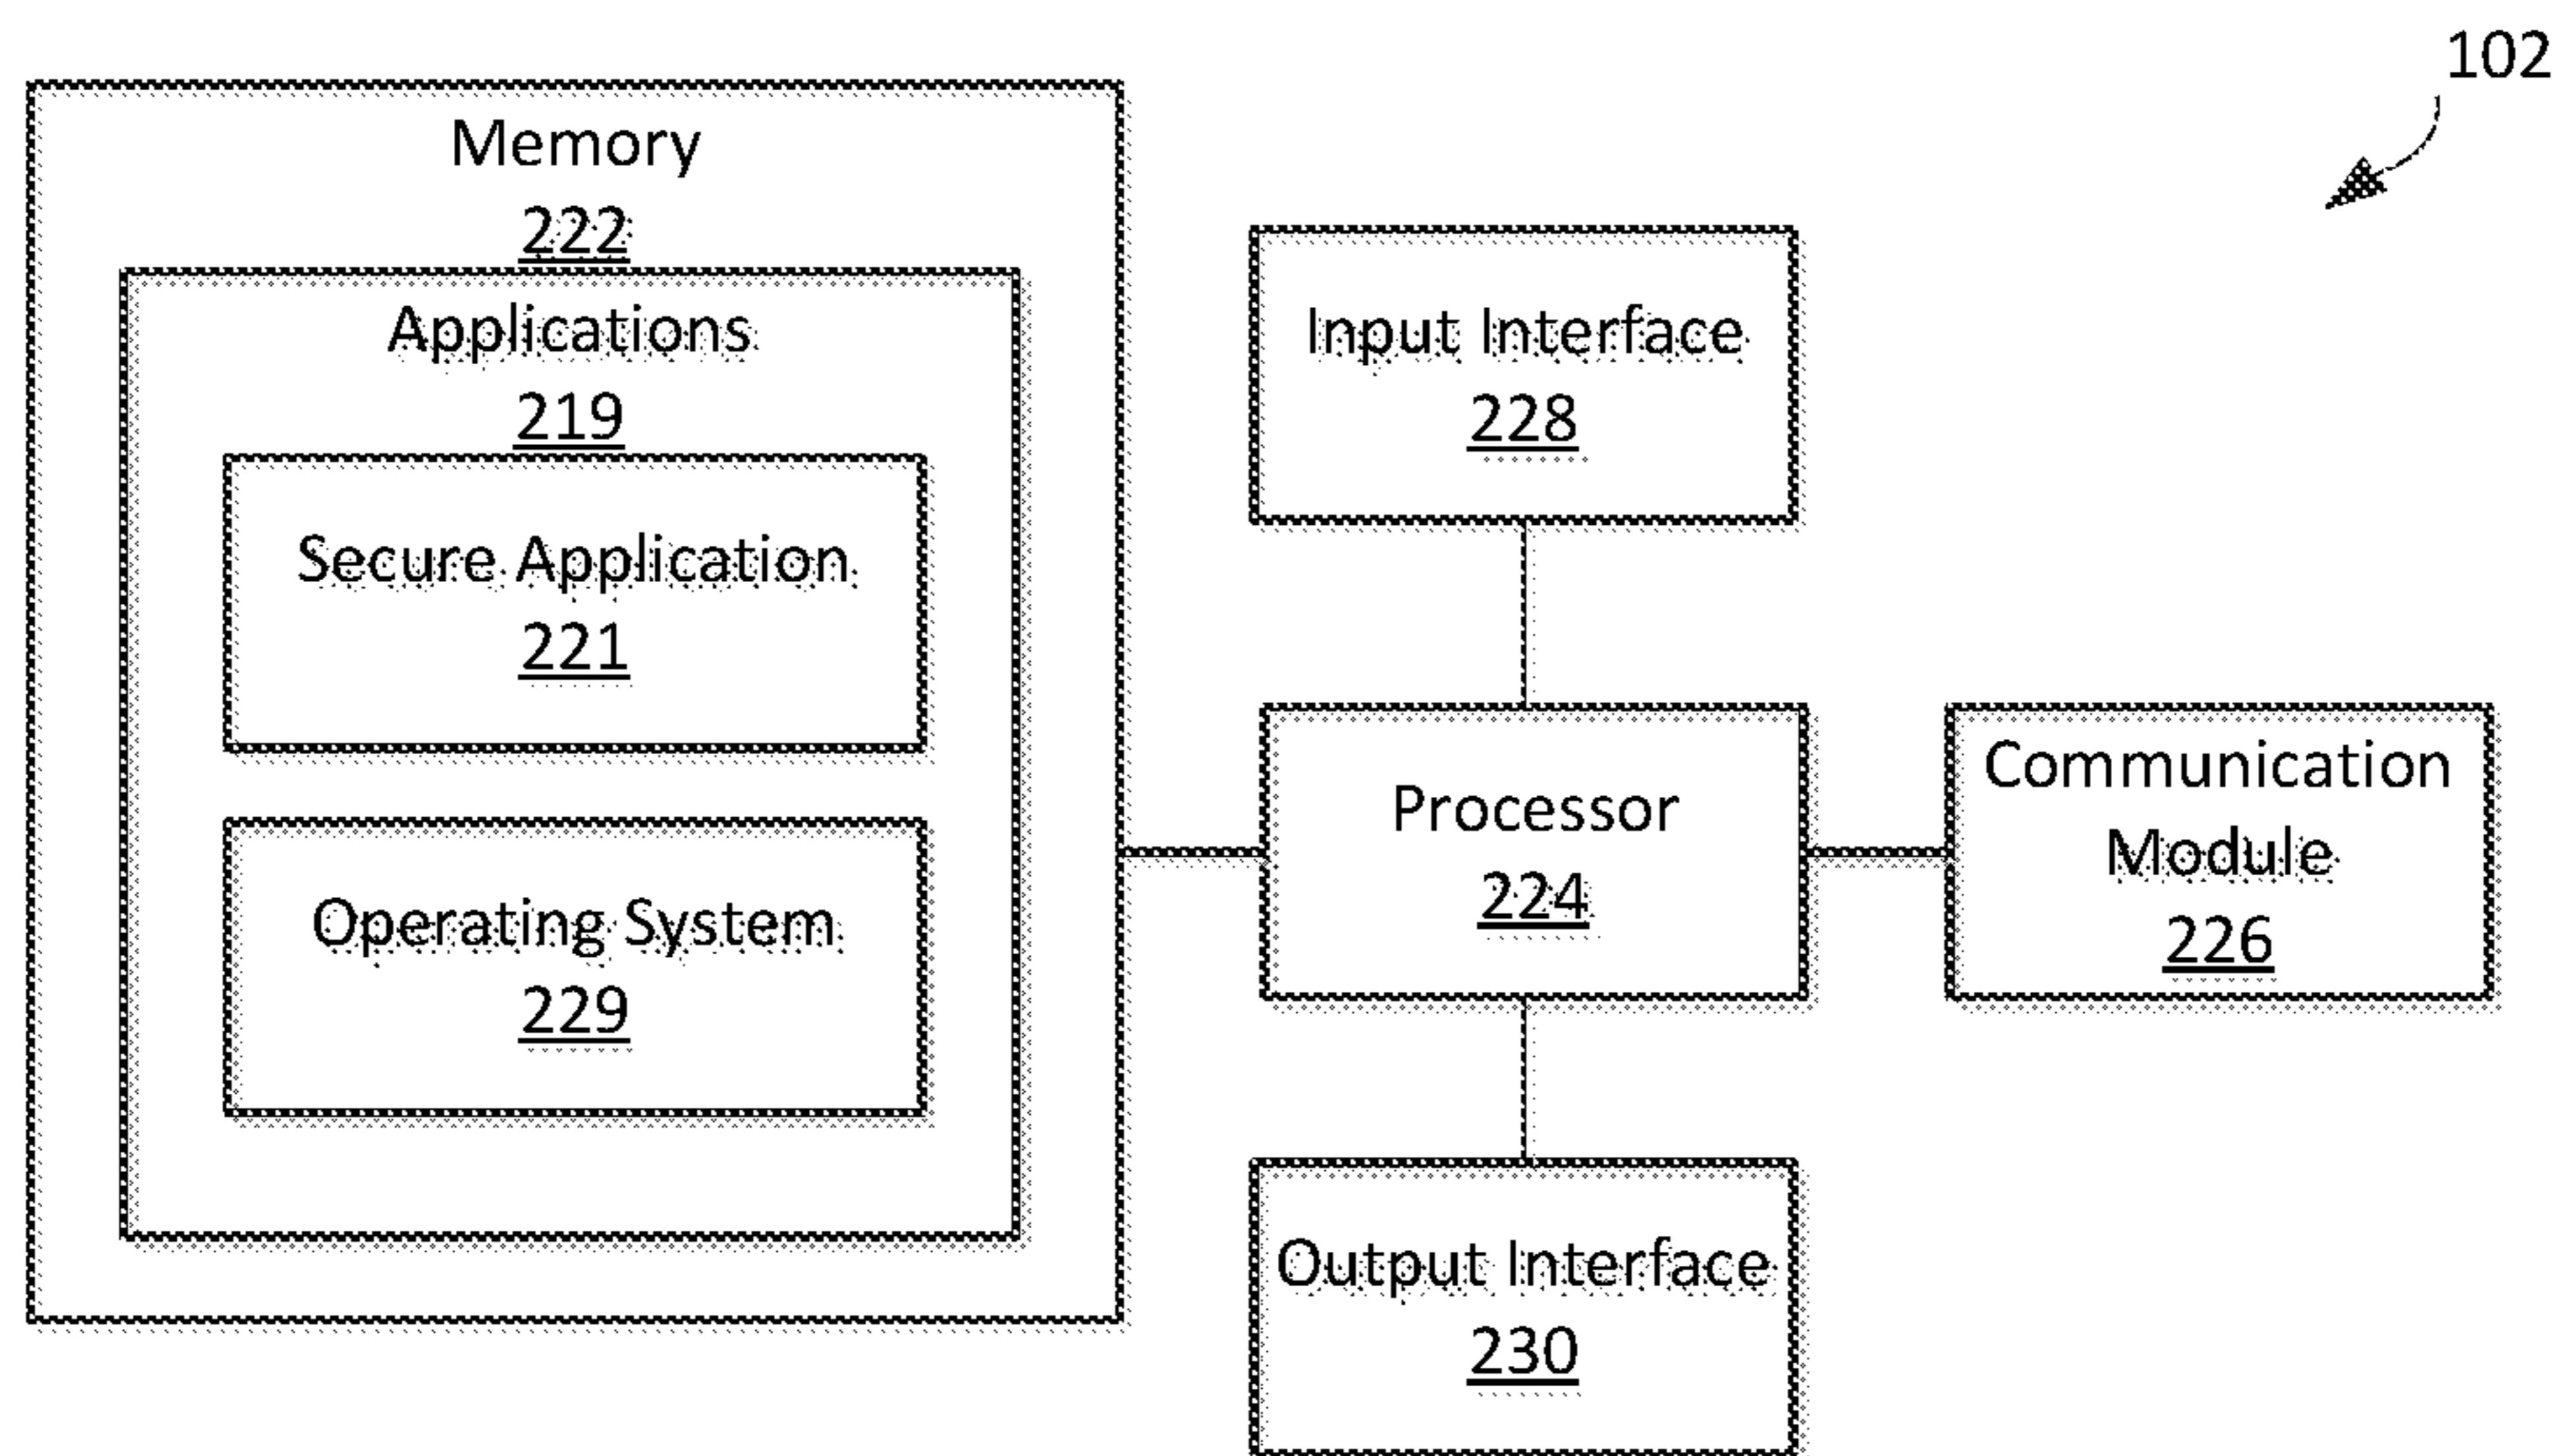 102
Memory
222
Applications
219
Secure Application
221
Operating System
229
Input Interface
228
Processor
224
Communication
Module
226
Output Interface
230